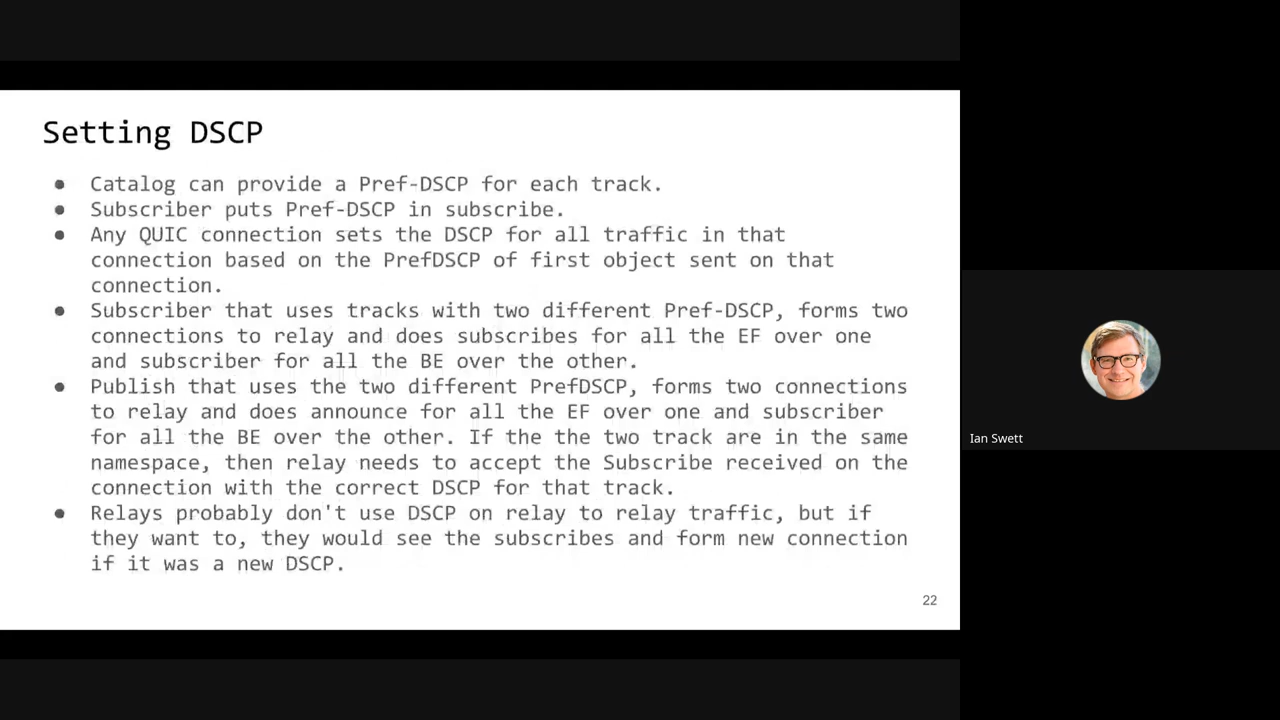 Setting DSCP
● Catalog can provide a Pref-DSCP for each track.
● Subscriber puts Pref-DSCP in subscribe.
● Any QUIC connection sets the DSCP for all traffic in that
connection based on the PrefDSCP of first object sent on that
connection.
● Subscriber that uses tracks with two different Pref-DSCP, forms two
connections to relay and does subscribes for all the EF over one
and subscriber for all the BE over the other.
● Publish that uses the two different PrefDSCP, forms two connections
to relay and does announce for all the EF over one and subscriber
for all the BE over the other. If the the two track are in the same
namespace, then relay needs to accept the Subscribe received on the
connection with the correct DSCP for that track.
● Relays probably don't use DSCP on relay to relay traffic, but if
they want to, they would see the subscribes and form new connection
if it was a new DSCP.
22
Ian Swett